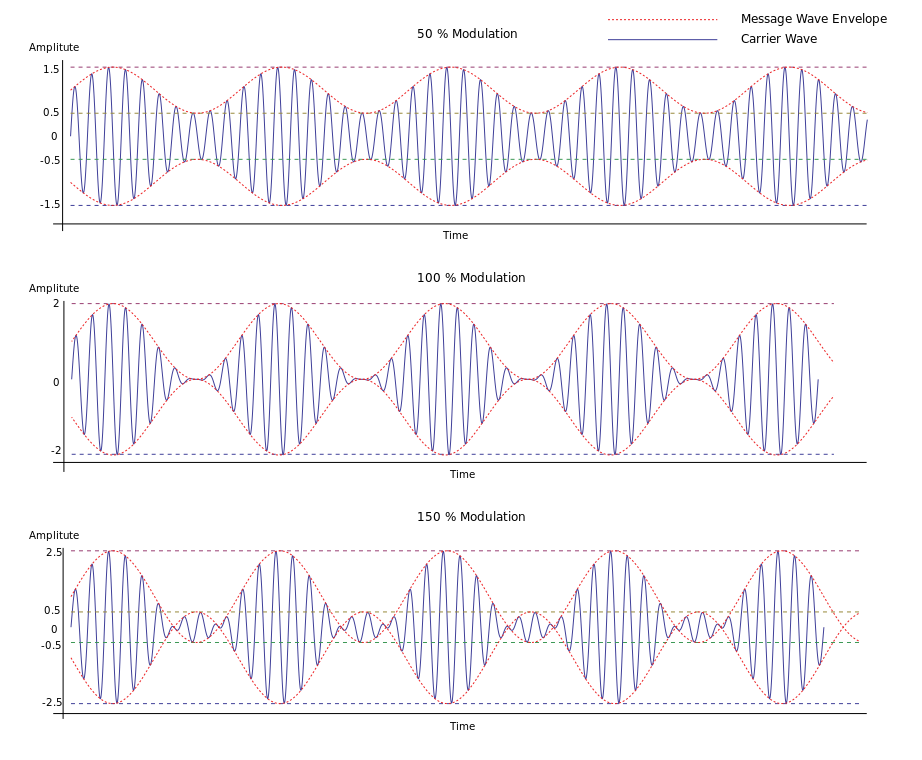 Message Wave Envelope
50 % Modulation
Carrier Wave
Amplitute
1.5
0.5
0
-0.5
-1.5
Time
100 % Modulation
Amplitute
2
0
-2
Time
150 % Modulation
Amplitute
2.5
0.5
0
-0.5
-2.5
Time